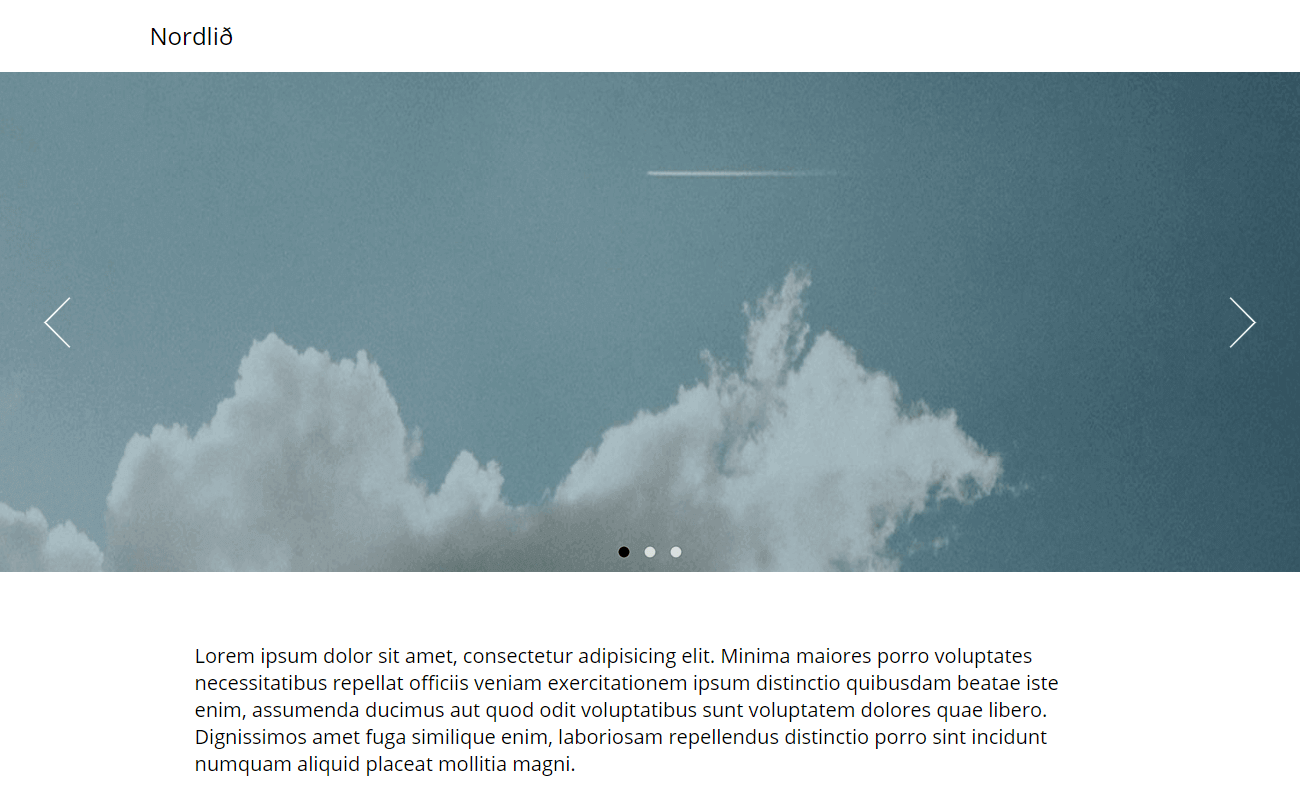 Nordlið
Lorem ipsum dolor sit amet, consectetur adipisicing elit. Minima maiores porro voluptates
necessitatibus repellat officiis veniam exercitationem ipsum distinctio quibusdam beatae iste
enim, assumenda ducimus aut quod odit voluptatibus sunt voluptatem dolores quae libero.
Dignissimos amet fuga similique enim, laboriosam repellendus distinctio porro sint incidunt
numquam aliquid placeat mollitia magni.